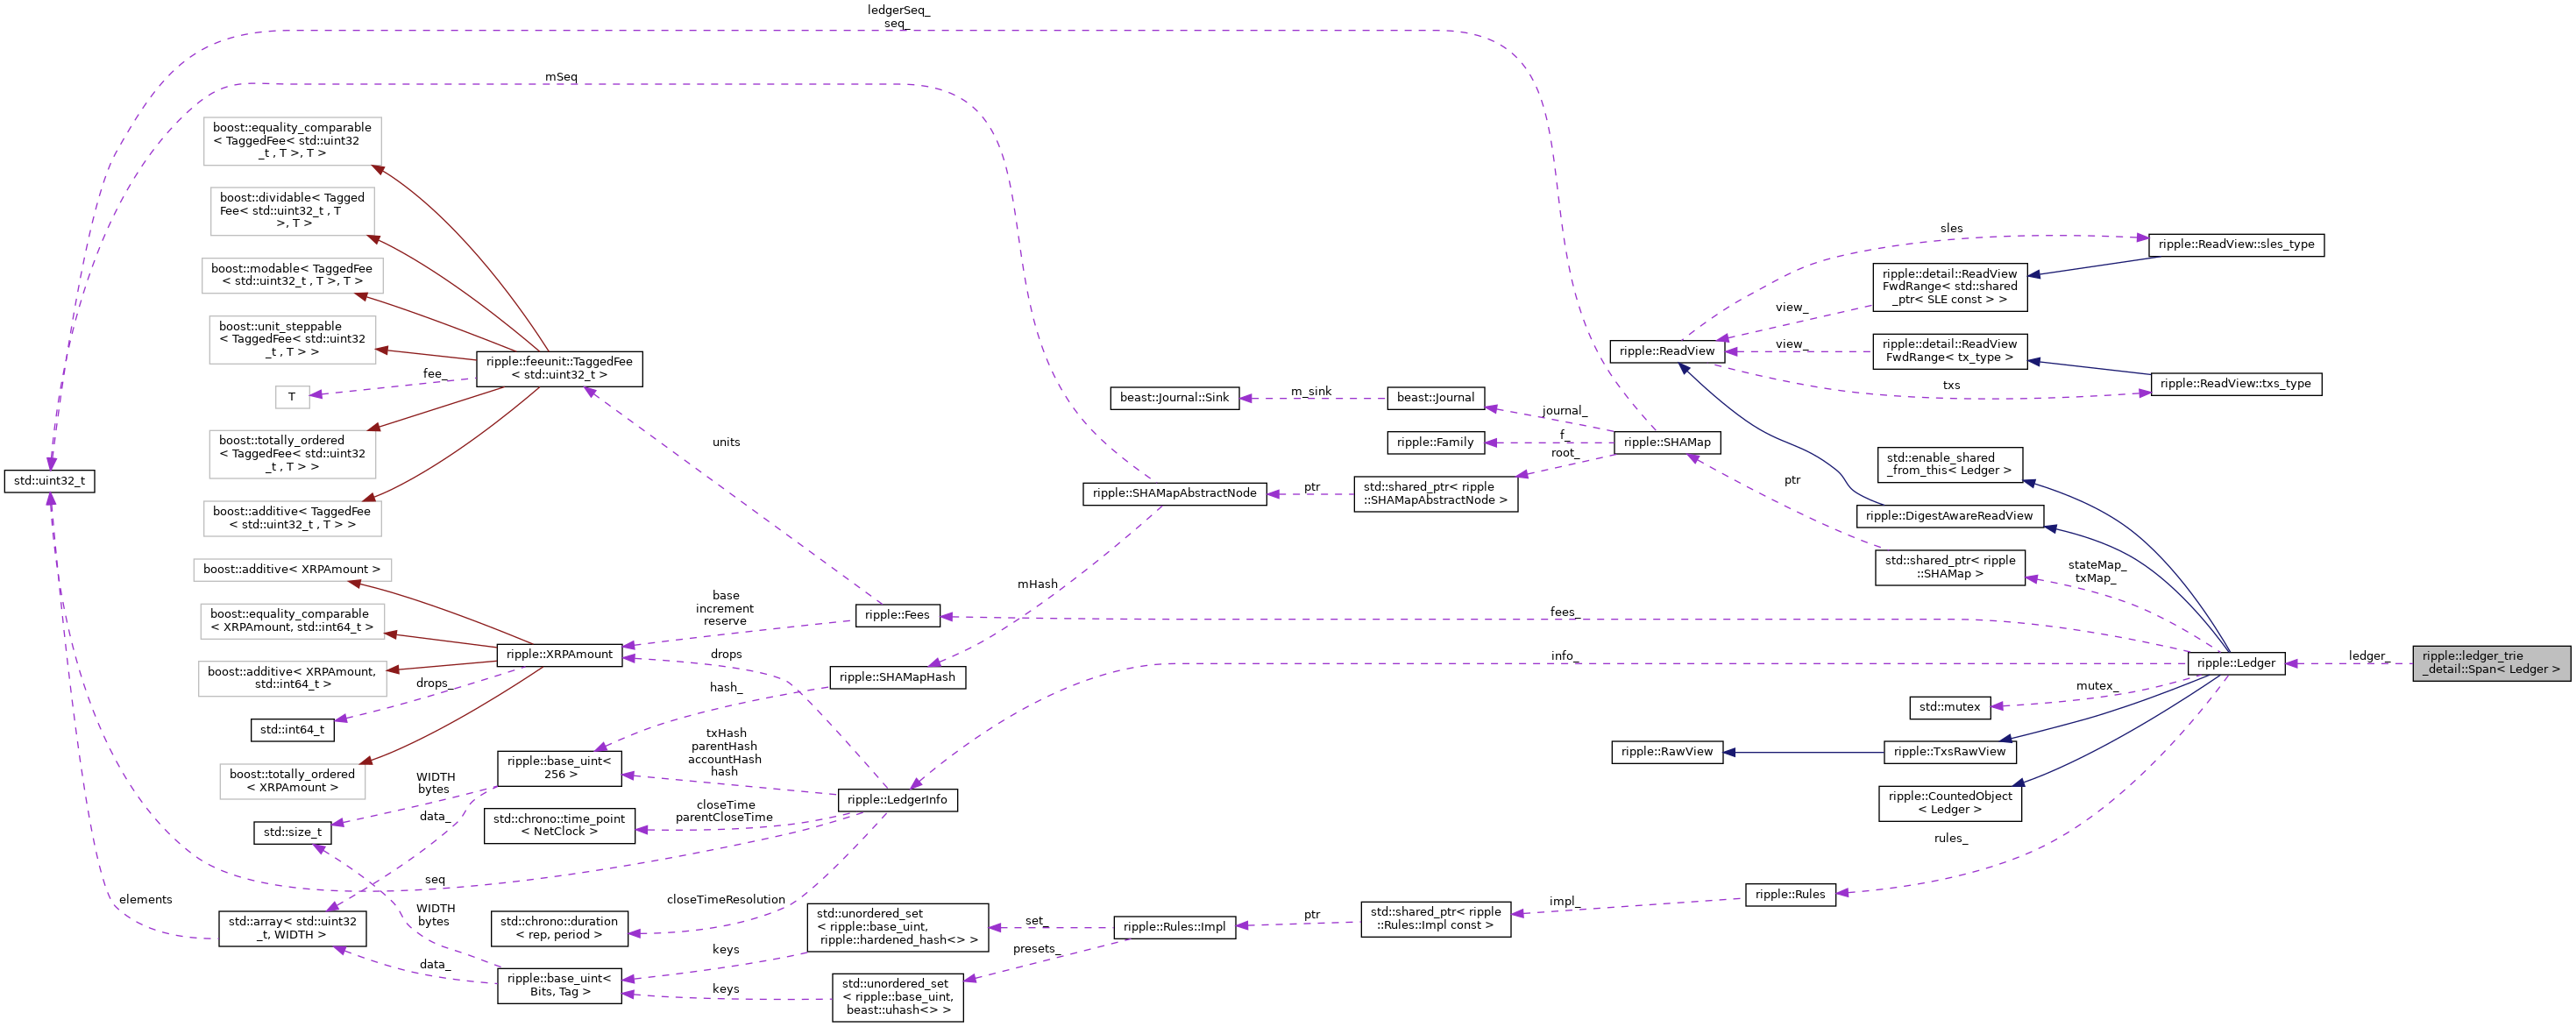 ledgerSeq_
seq_
mSeq
boost::equality_comparable
< TaggedFee< std::uint32
_t , T >, T >
boost::dividable< Tagged
Fee< std::uint32_t , T
>, T >
boost::modable< TaggedFee
< std::uint32_t , T >, T >
boost::unit_steppable
< TaggedFee< std::uint32
_t , T > >
T
boost::totally_ordered
< TaggedFee< std::uint32
_t , T > >
boost::additive< TaggedFee
< std::uint32_t , T > >
std::uint32_t
fee_
ripple::feeunit::TaggedFee
< std::uint32_t >
units
boost::additive< XRPAmount >
boost::equality_comparable
< XRPAmount, std::int64_t >
boost::additive< XRPAmount,
std::int64_t >
drops_
std::int64_t
boost::totally_ordered
< XRPAmount >
ripple::XRPAmount
base
increment
reserve
drops
hash_
txHash
parentHash
accountHash
hash
ripple::base_uint<
256 >
WIDTH
bytes
data_
std::size_t
closeTime
parentCloseTime
std::chrono::time_point
< NetClock >
seq
elements
WIDTH
bytes
std::array< std::uint32
_t, WIDTH >
data_
std::chrono::duration
< rep, period >
closeTimeResolution
ripple::base_uint<
Bits, Tag >
keys
keys
std::unordered_set
< ripple::base_uint,
ripple::hardened_hash<> >
std::unordered_set
< ripple::base_uint,
beast::uhash<> >
set_
presets_
ripple::Rules::Impl
ptr
std::shared_ptr< ripple
::Rules::Impl const >
impl_
ripple::Rules
rules_
ripple::Fees
ripple::SHAMapHash
ripple::LedgerInfo
mHash
fees_
info_
beast::Journal::Sink
m_sink
beast::Journal
journal_
ripple::Family
f_
root_
ripple::SHAMap
ripple::SHAMapAbstractNode
ptr
std::shared_ptr< ripple
::SHAMapAbstractNode >
ptr
sles
ripple::ReadView::sles_type
ripple::detail::ReadView
FwdRange< std::shared
_ptr< SLE const > >
view_
ripple::ReadView
view_
ripple::detail::ReadView
FwdRange< tx_type >
txs
ripple::ReadView::txs_type
std::enable_shared
_from_this< Ledger >
ripple::DigestAwareReadView
std::shared_ptr< ripple
::SHAMap >
stateMap_
txMap_
ripple::Ledger
ledger_
ripple::ledger_trie
_detail::Span< Ledger >
mutex_
std::mutex
ripple::RawView
ripple::TxsRawView
ripple::CountedObject
< Ledger >